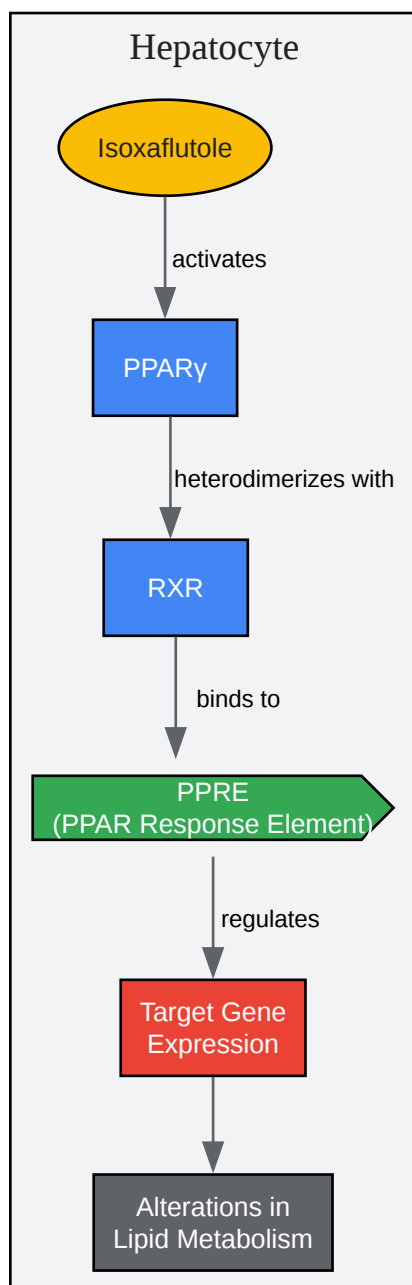 Hepatocyte
Isoxaflutole
activates
PPARγ
heterodimerizes with
RXR
binds to
PPRE
(PPAR Response Element)
regulates
Target Gene
Expression
Alterations in
Lipid Metabolism